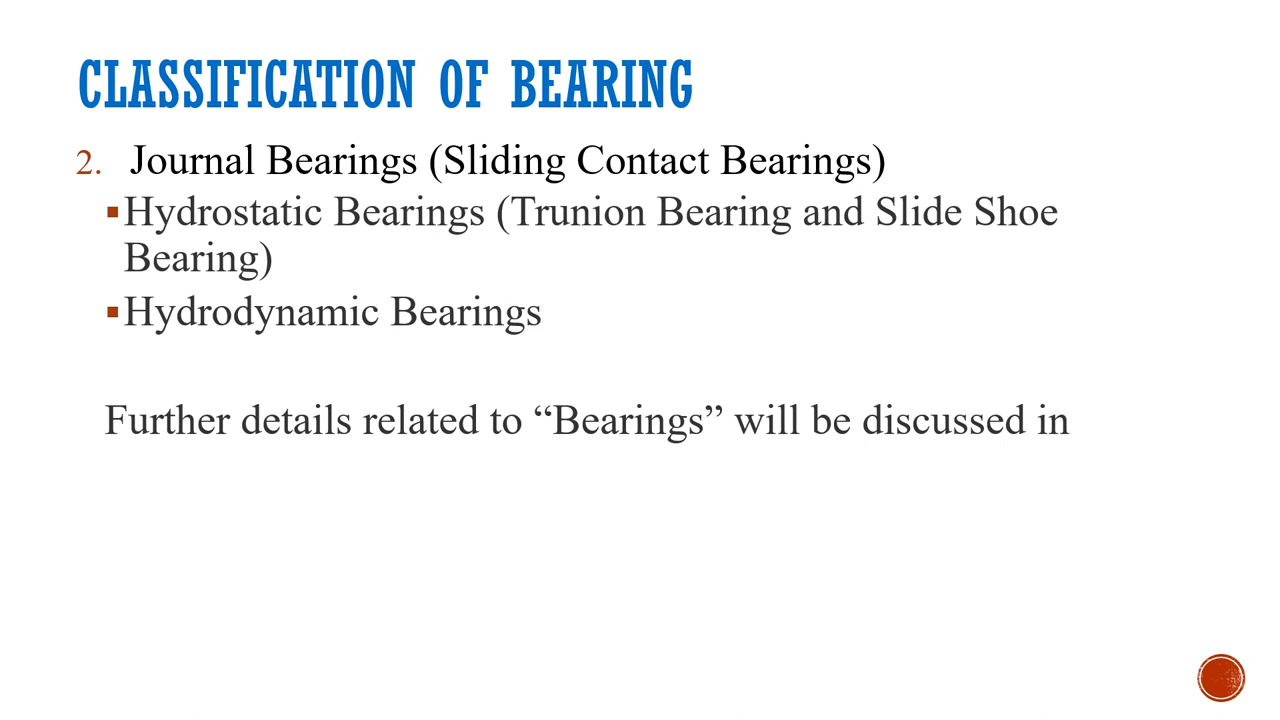 CLASSIFICATION OF BEARING
2. Journal Bearings (Sliding Contact Bearings)
▪Hydrostatic Bearings (Trunion Bearing and Slide Shoe
Bearing)
▪Hydrodynamic Bearings
Further details related to “Bearings” will be discussed in